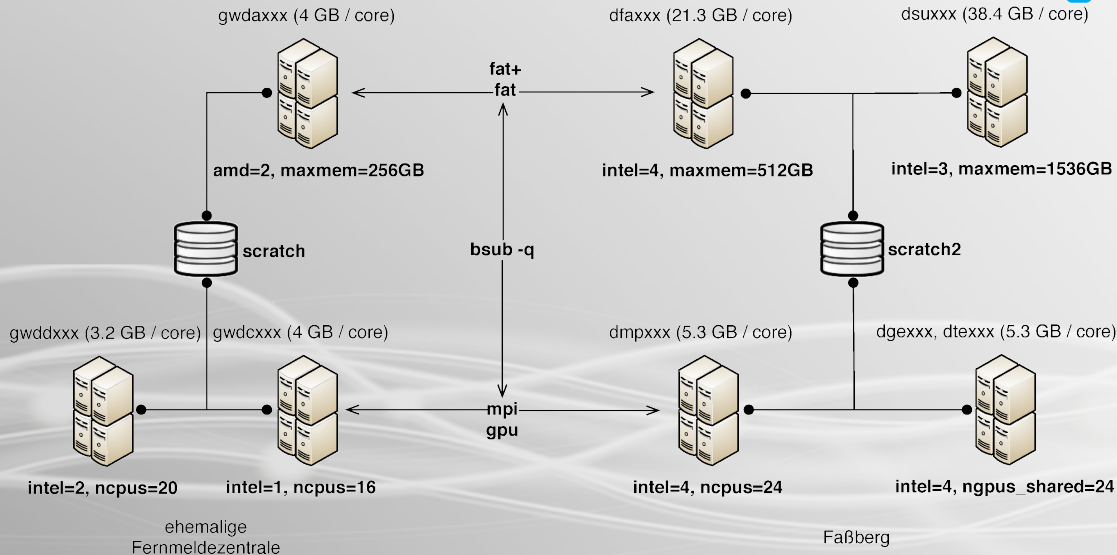 gwdaxxx (4 GB / core)
dfaxxx (21.3 GB / core)
dsuxxx (38.4 GB / core)
fat+
fat
amd=2, maxmem=256GB
intel=4, maxmem=512GB
intel=3, maxmem=1536GB
scratch
bsub -q
scratch2
gwddxxx (3.2 GB / core)
gwdcxxx (4 GB / core)
dmpxxx (5.3 GB / core)
dgexxx, dtexxx (5.3 GB / core)
mpi
gpu
intel=2, ncpus=20
intel=1, ncpus=16
intel=4, ncpus=24
intel=4, ngpus_shared=24
ehemalige
Fernmeldezentrale
Faßberg